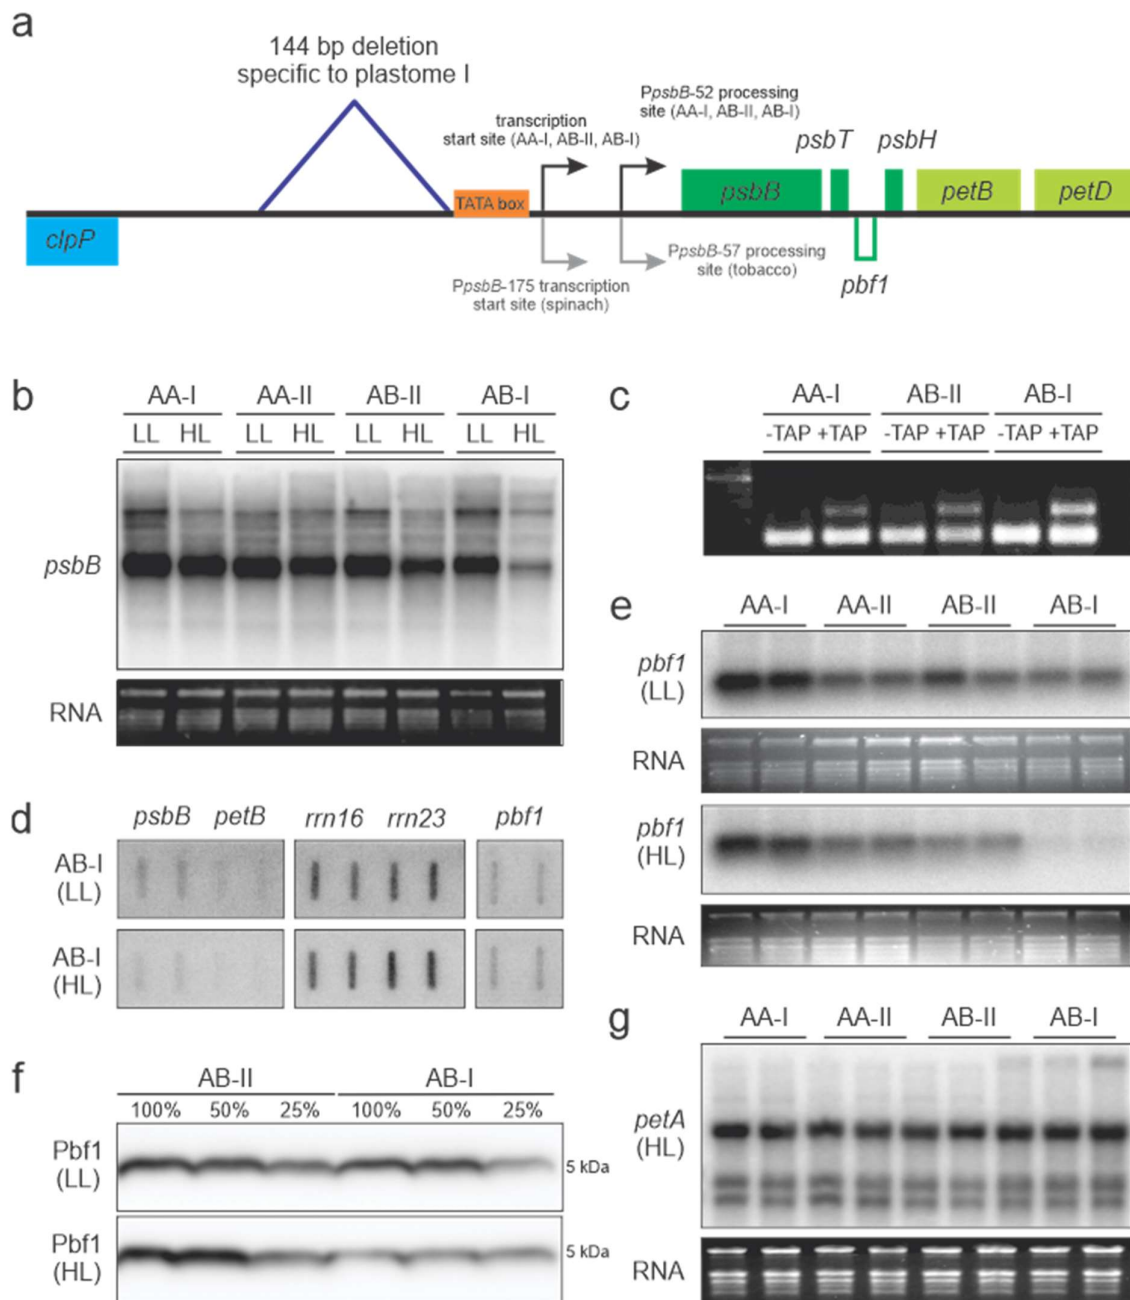 a
144 bp deletion
specific to plastome I
transcription
start site (AA-I, AB-II, AB-I)
PpsbB-52 processing
site (AA-I, AB-II, AB-I)
psbT
psbH
TATA box
psbB
petB
petD
clpP
PpsbB-175 transcription
start site (spinach)
PpsbB-57 processing
site (tobacco)
pbf1
b
AA-I AA-II AB-II AB-I
LL HL LL HL LL HL LL HL
psbB
RNA
c
AA-I AB-II AB-I
-TAP +TAP -TAP +TAP -TAP +TAP
d
psbB petB rrn16 rrn23 pbf1
AB-I
(LL)
AB-I
(HL)
e
AA-I AA-II AB-II AB-I
pbf1
(LL)
RNA
pbf1
(HL)
RNA
f
AB-II AB-I
100% 50% 25% 100% 50% 25%
Pbf1
(LL)
5 kDa
Pbf1
(HL)
5 kDa
g
AA-I AA-II AB-II AB-I
petA
(HL)
RNA